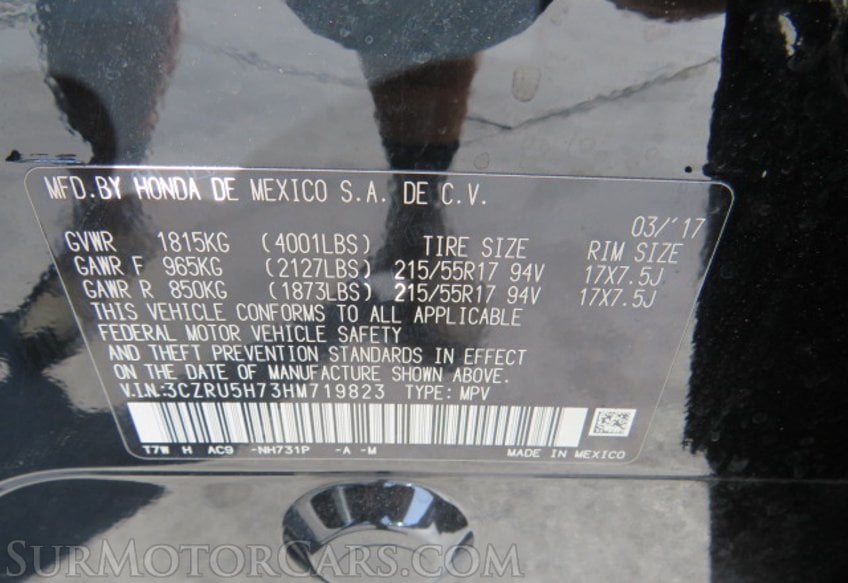 MFD.BY HONDA DE MEXICO S.A. DE C.V.
03/'17
GVWR 1815KG (4001LBS) TIRE SIZE RIM SIZE
GAWR F 965KG (2127LBS) 215/55R17 94V 17X7.5J
GAWR R 850KG (1873LBS) 215/55R17 94V 17X7.5J
THIS VEHICLE CONFORMS TO ALL APPLICABLE
FEDERAL MOTOR VEHICLE SAFETY
AND THEFT PREVENTION STANDARDS IN EFFECT
ON THE DATE OF MANUFACTURE SHOWN ABOVE.
V.I.N.:3CZRU5H73HM719823 TYPE: MPV
T7W H AC9 -NH731P -A -M MADE IN MEXICO
SURMOTORCARS.COM